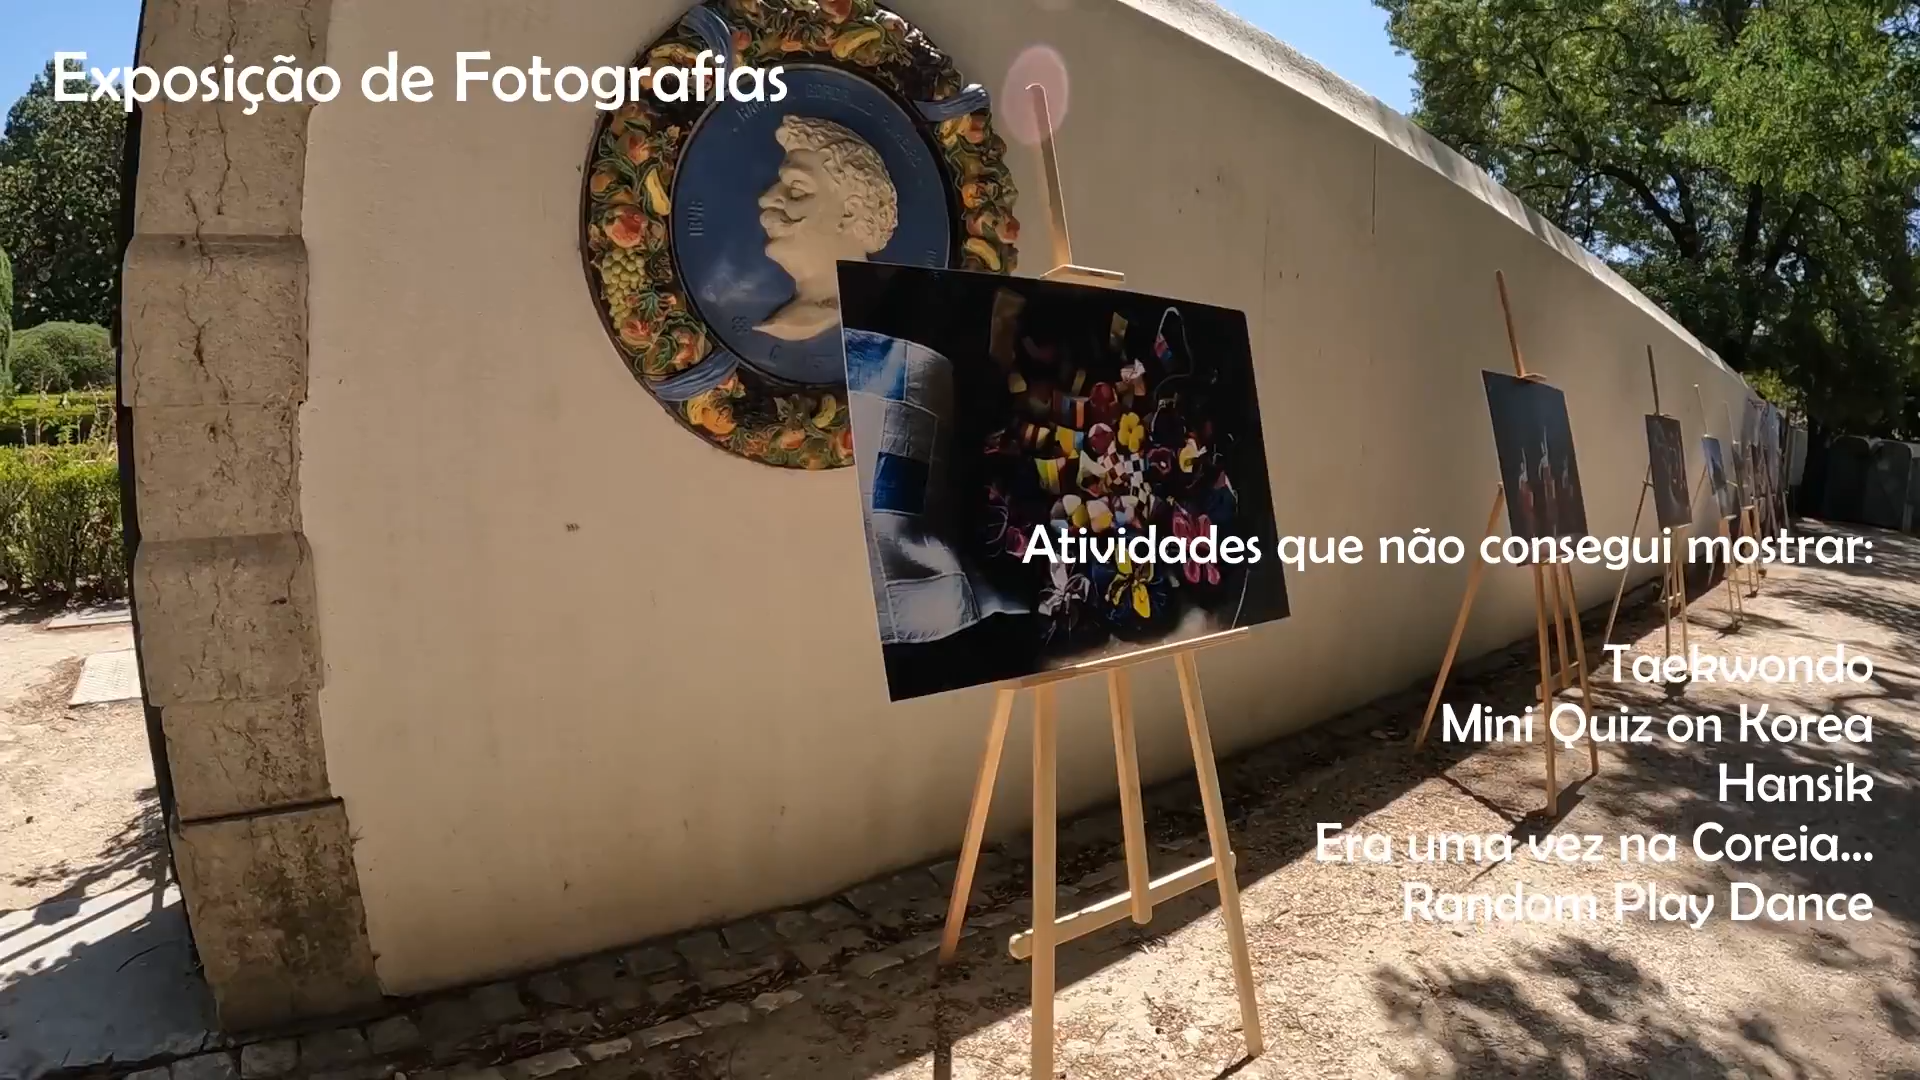 Exposição de Fotografias
Atividades que não consegui mostrar:
Taekwondo
Mini Quiz on Korea
Hansik
Era uma vez na Coreia...
Random Play Dance